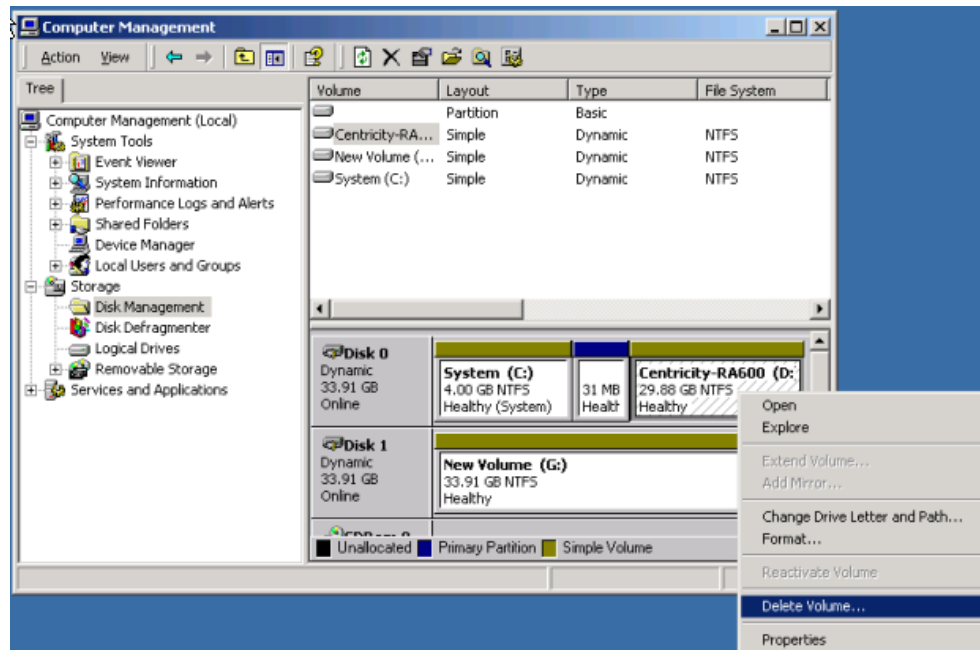 Computer Management
Action View
Tree
Computer Management (Local)
System Tools
Event Viewer
System Information
Performance Logs and Alerts
Shared Folders
Device Manager
Local Users and Groups
Storage
Disk Management
Disk Defragmenter
Logical Drives
Removable Storage
Services and Applications
Volume Layout Type File System
Partition Basic
Centricity-RA... Simple Dynamic NTFS
New Volume (... Simple Dynamic NTFS
System (C:) Simple Dynamic NTFS
Disk 0
Dynamic
33.91 GB
Online
System (C:)
4.00 GB NTFS
Healthy (System)
31 MB
Healt
Centricity-RA600 (D:
29.88 GB NTFS
Healthy
Disk 1
Dynamic
33.91 GB
Online
New Volume (G:)
33.91 GB NTFS
Healthy
Unallocated Primary Partition Simple Volume
Open
Explore
Extend Volume...
Add Mirror...
Change Drive Letter and Path...
Format...
Reactivate Volume
Delete Volume...
Properties